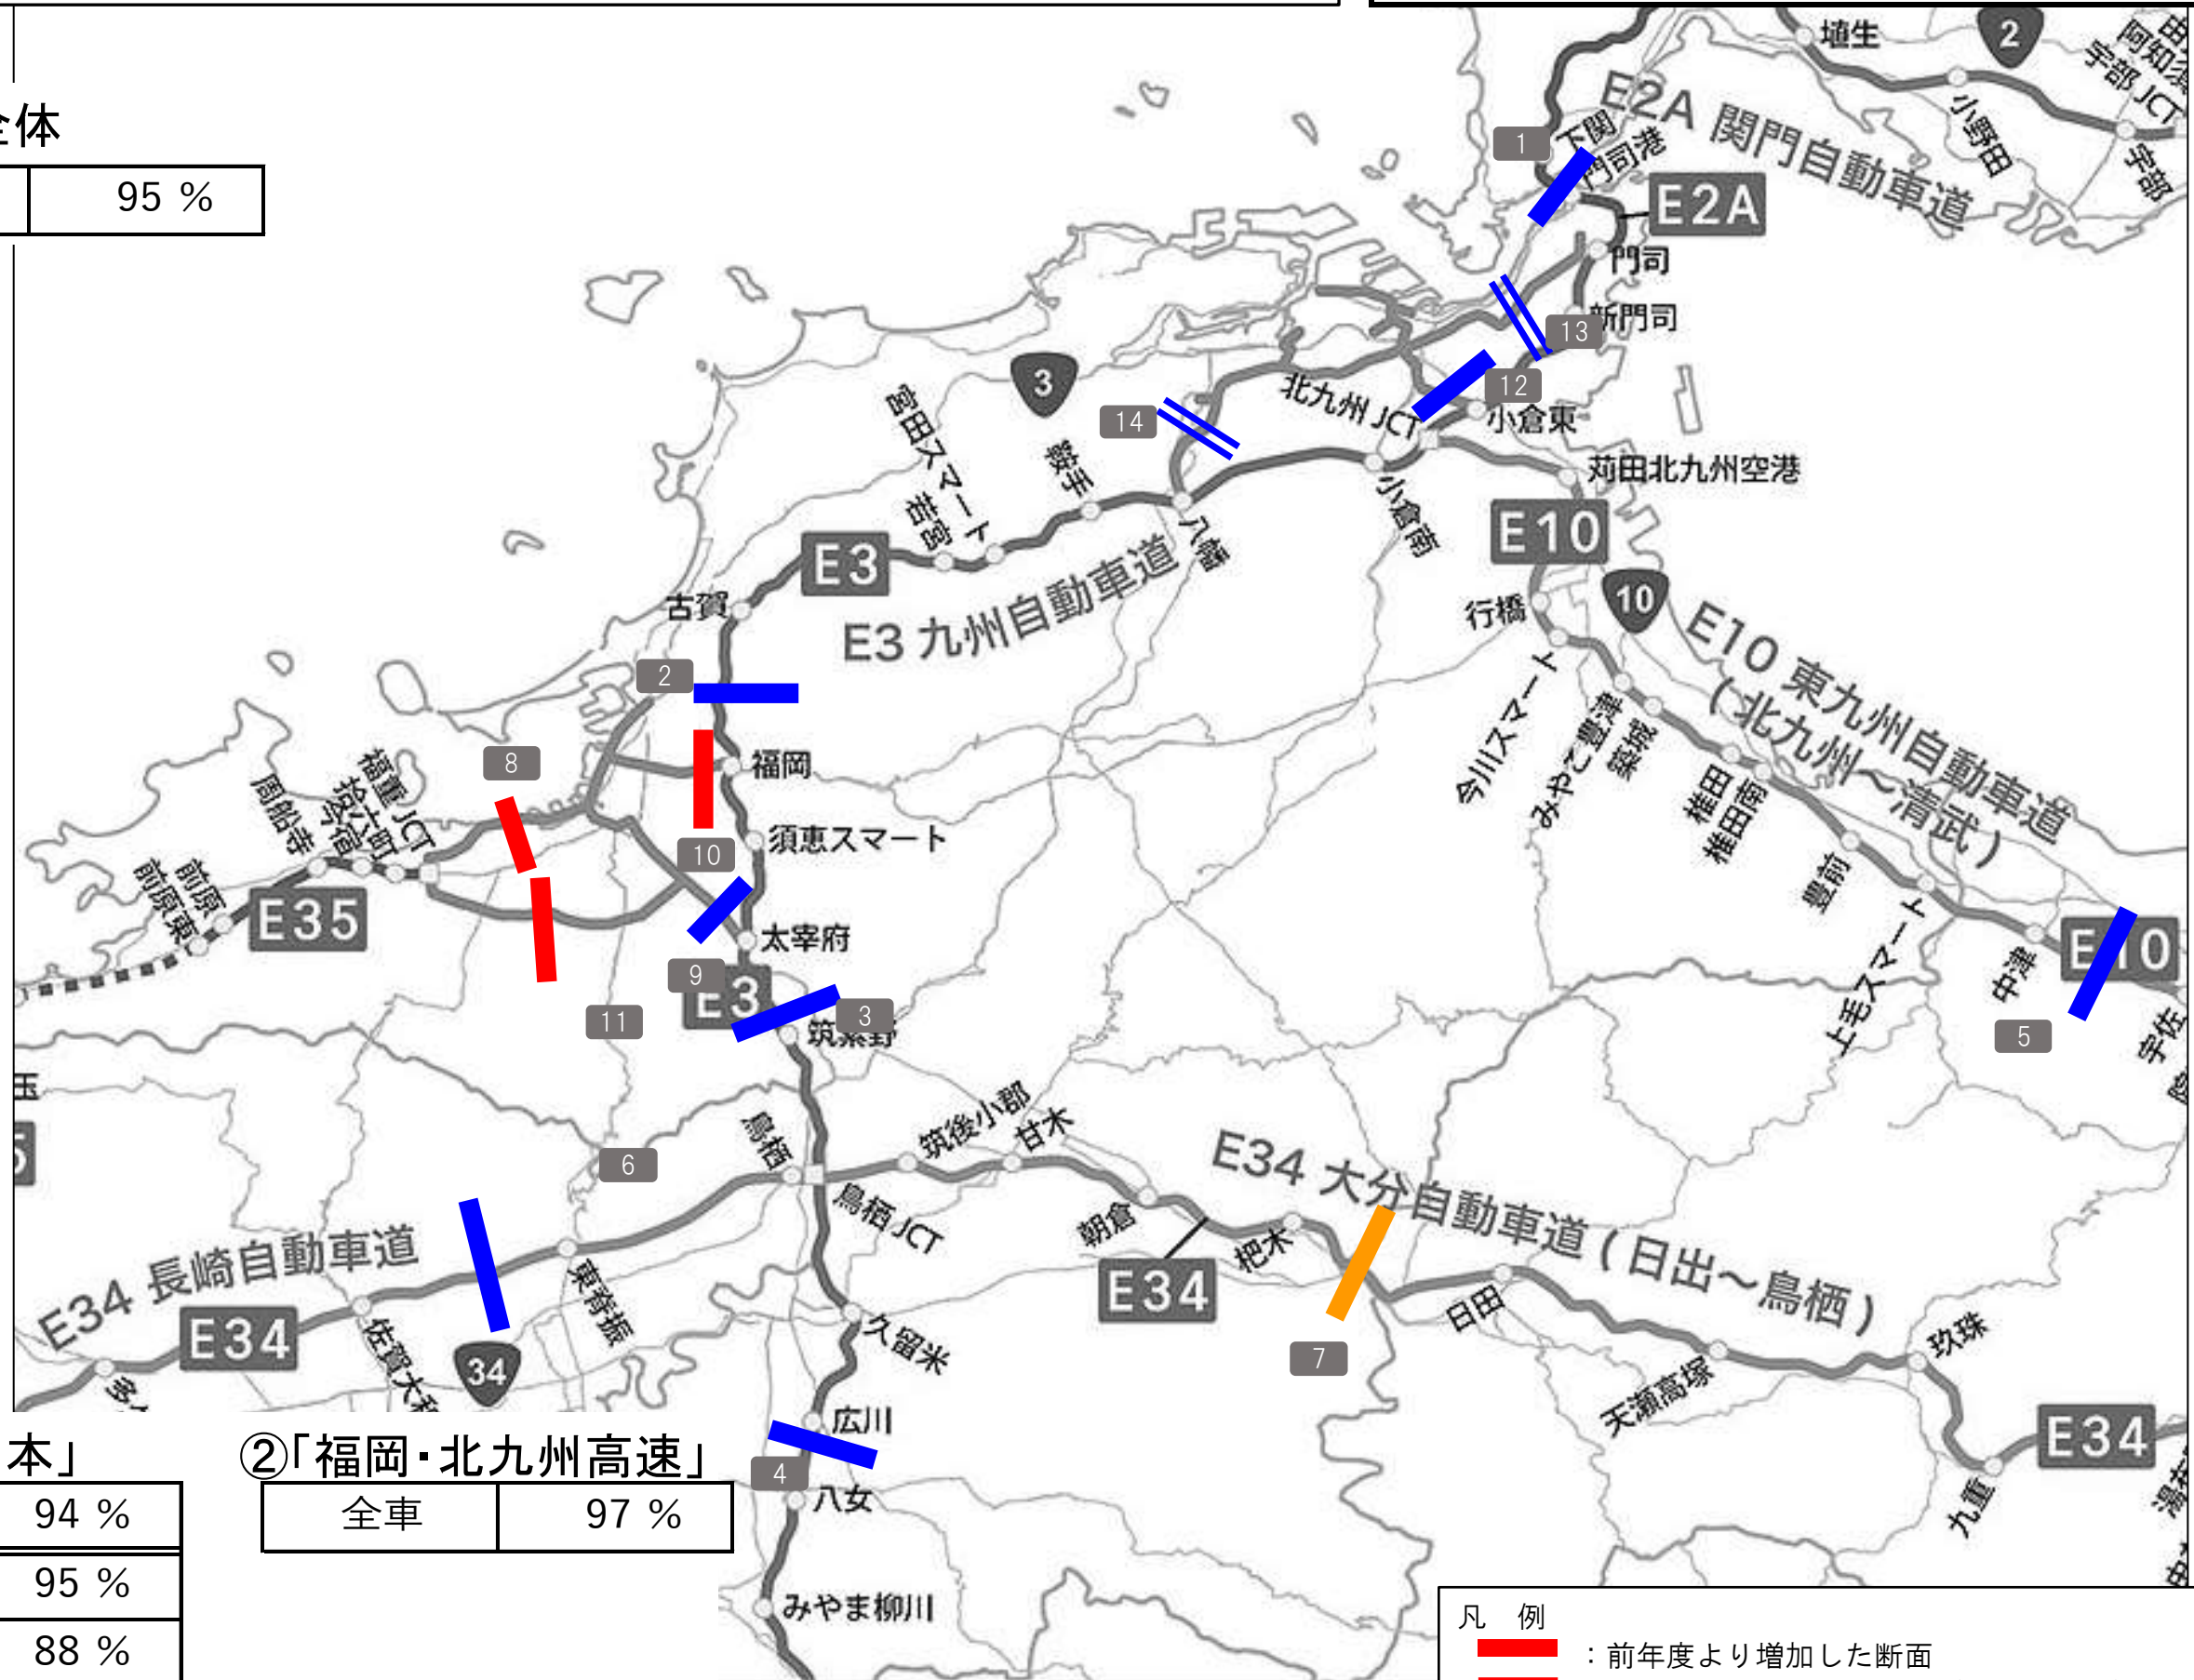 全体
95 %
埴生
2
阿知須
宇部 JCT
宇部
小野田
E2A 関門自動車道
1
下関
門司港
E2A
門司
新門司
13
12
3
北九州 JCT
小倉東
14
宮田スマート
若宮
鞍手
八幡
小倉南
苅田北九州空港
E10
E3
E3 九州自動車道
古賀
行橋
10
E10 東九州自動車道
( 北九州～清武 )
今川スマート
みやこ豊津
築城
椎田
椎田南
豊前
上毛スマート
中津
E10
宇佐
5
2
福岡
8
10
須恵スマート
福重 JCT
拾六町
今宿
周船寺
前原
前原東
E35
太宰府
9
E3
3
筑紫野
11
6
鳥栖
鳥栖 JCT
筑後小郡
甘木
朝倉
杷木
E34
E34 大分自動車道 ( 日出～鳥栖 )
7
日田
天瀬高塚
玖珠
九重
E34
E34 長崎自動車道
E34
東脊振
佐賀大和
34
久留米
広川
4
八女
みやま柳川
本」
94 %
95 %
88 %
②「福岡・北九州高速」
全車 97 %
凡 例
：前年度より増加した断面